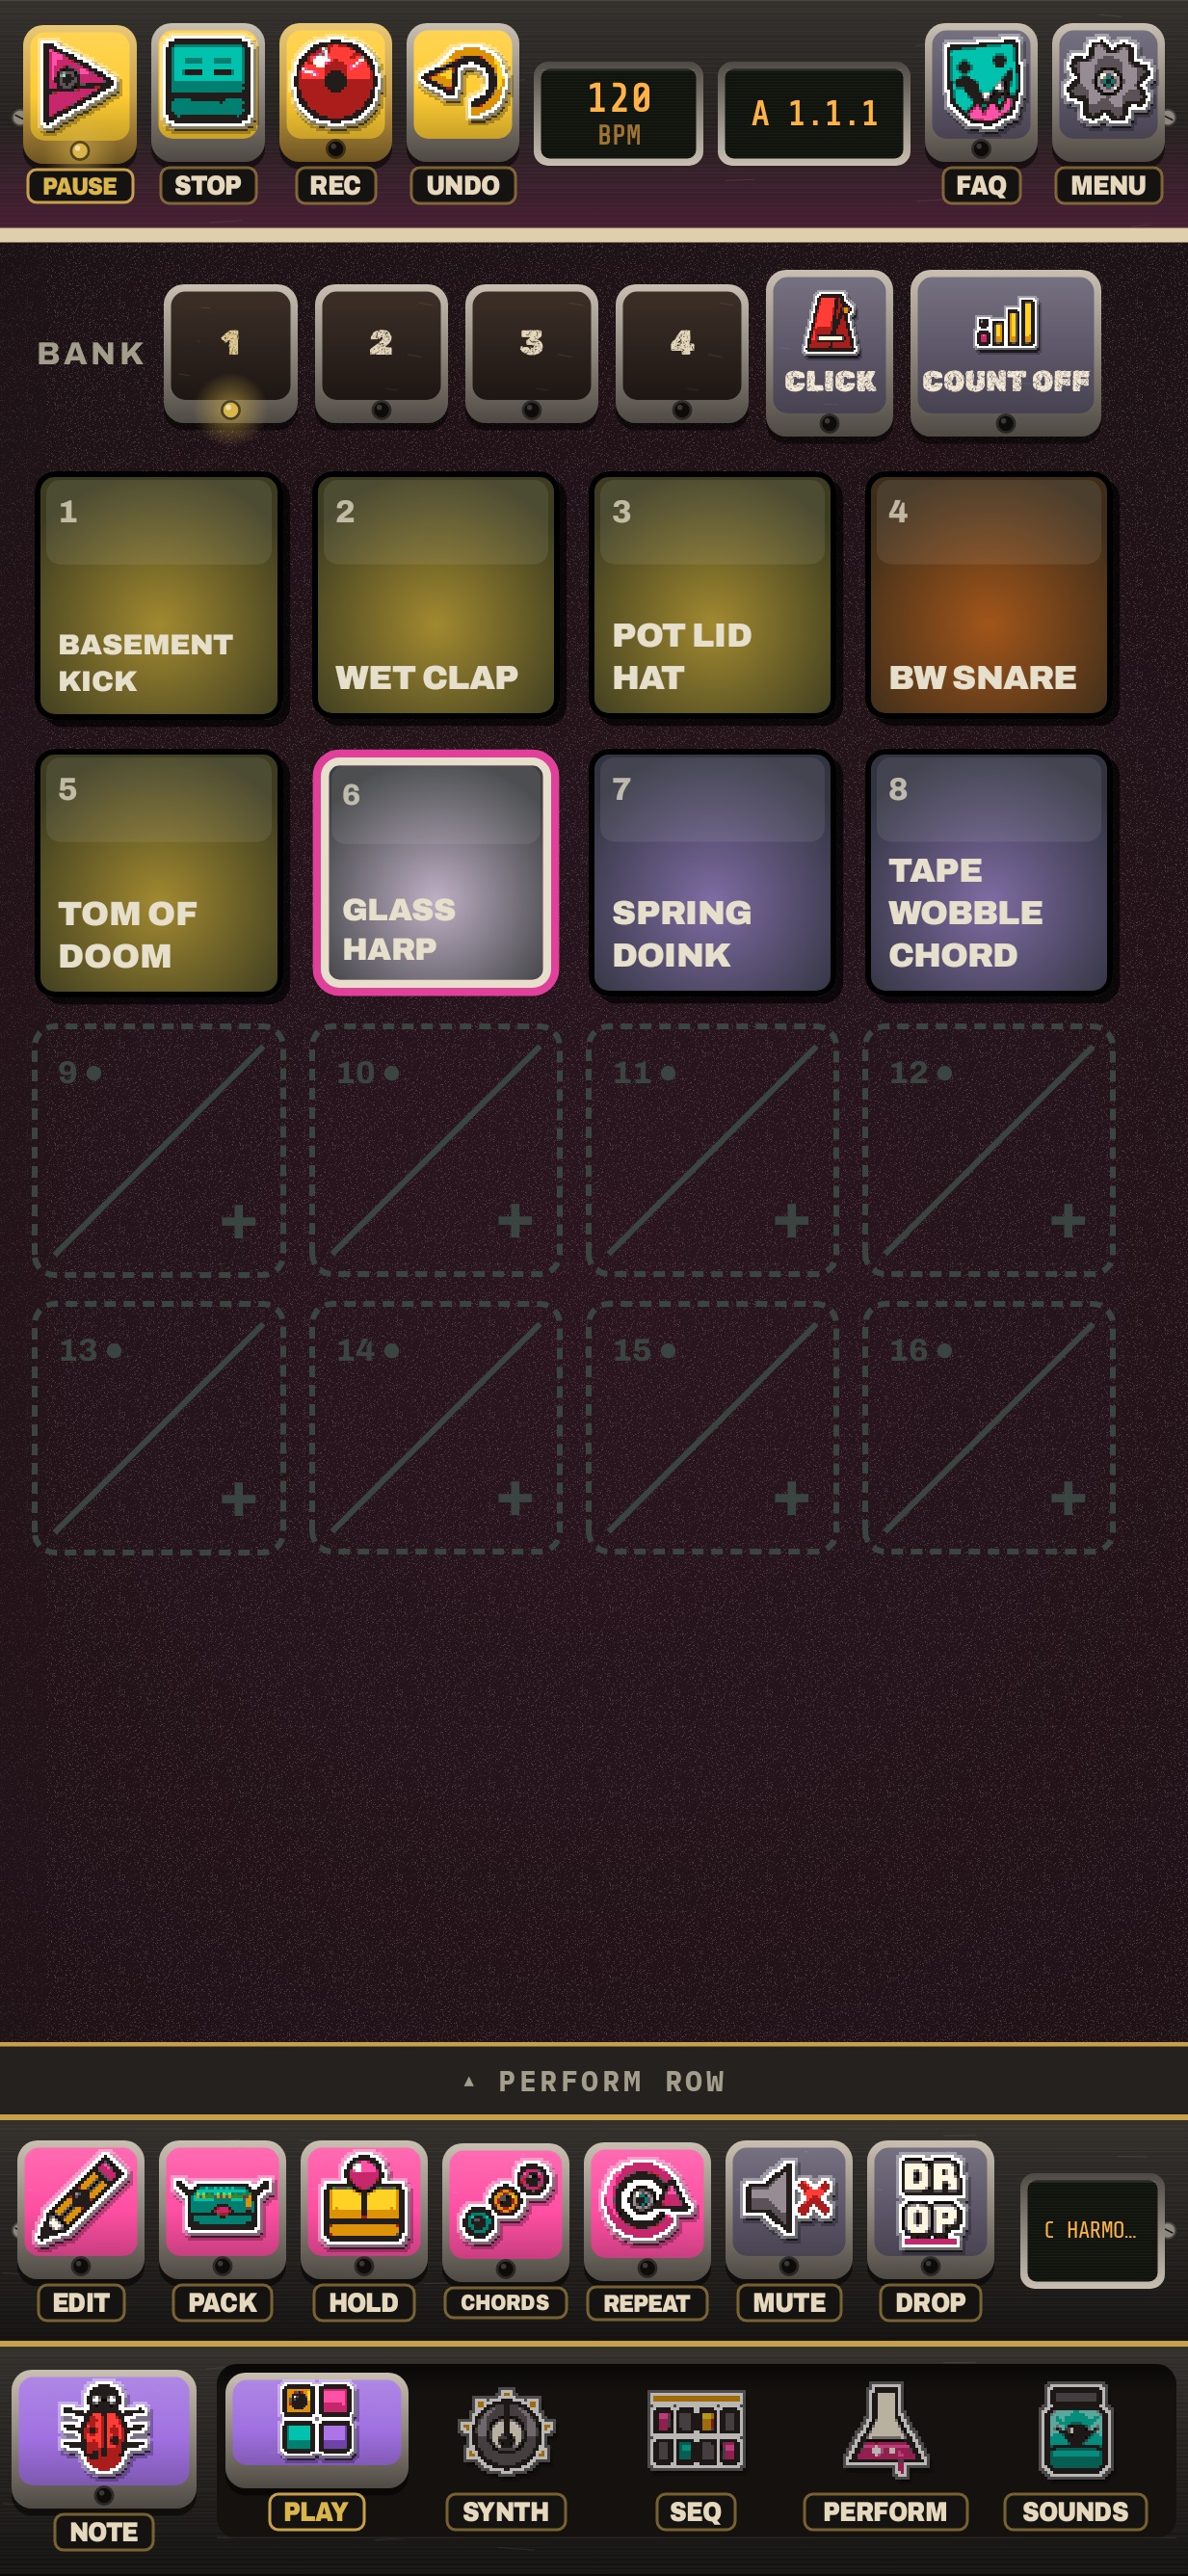 PAUSE
STOP
REC
UNDO
120
BPM
A 1.1.1
FAQ
MENU
BANK
1
2
3
4
CLICK
COUNT OFF
1
BASEMENT
KICK
2
WET CLAP
3
POT LID
HAT
4
BW SNARE
5
TOM OF
DOOM
6
GLASS
HARP
7
SPRING
DOINK
8
TAPE
WOBBLE
CHORD
9
10
11
12
13
14
15
16
▲ PERFORM ROW
DR
OP
C HARMO…
EDIT
PACK
HOLD
CHORDS
REPEAT
MUTE
DROP
NOTE
PLAY
SYNTH
SEQ
PERFORM
SOUNDS